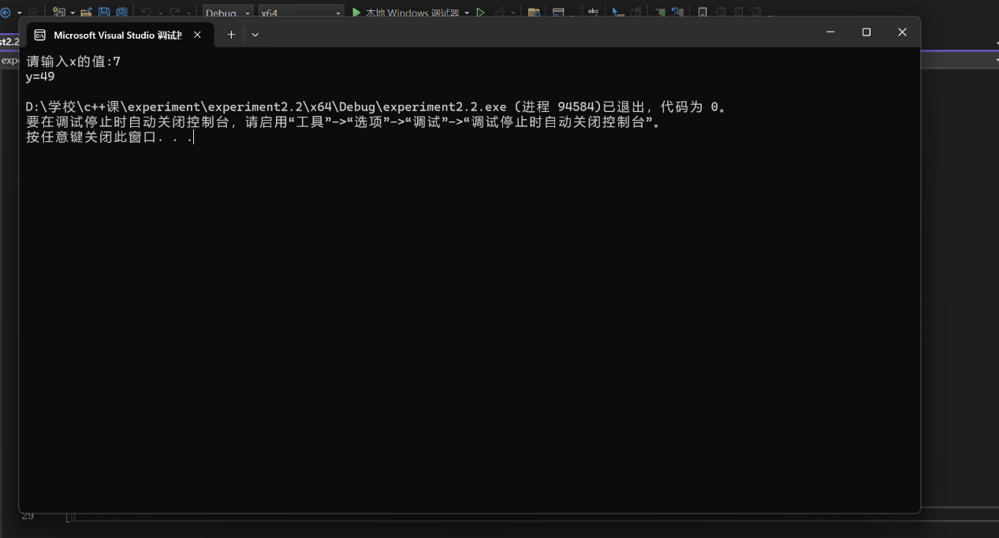 Debug x64 本地 Windows 调试器
Microsoft Visual Studio 调试
st2.2
expe
请输入x的值:7
y=49
D:\学校\c++课\experiment\experiment2.2\x64\Debug\experiment2.2.exe (进程 94584)已退出，代码为 0。
要在调试停止时自动关闭控制台，请启用“工具”->“选项”->“调试”->“调试停止时自动关闭控制台”。
按任意键关闭此窗口. . .
29